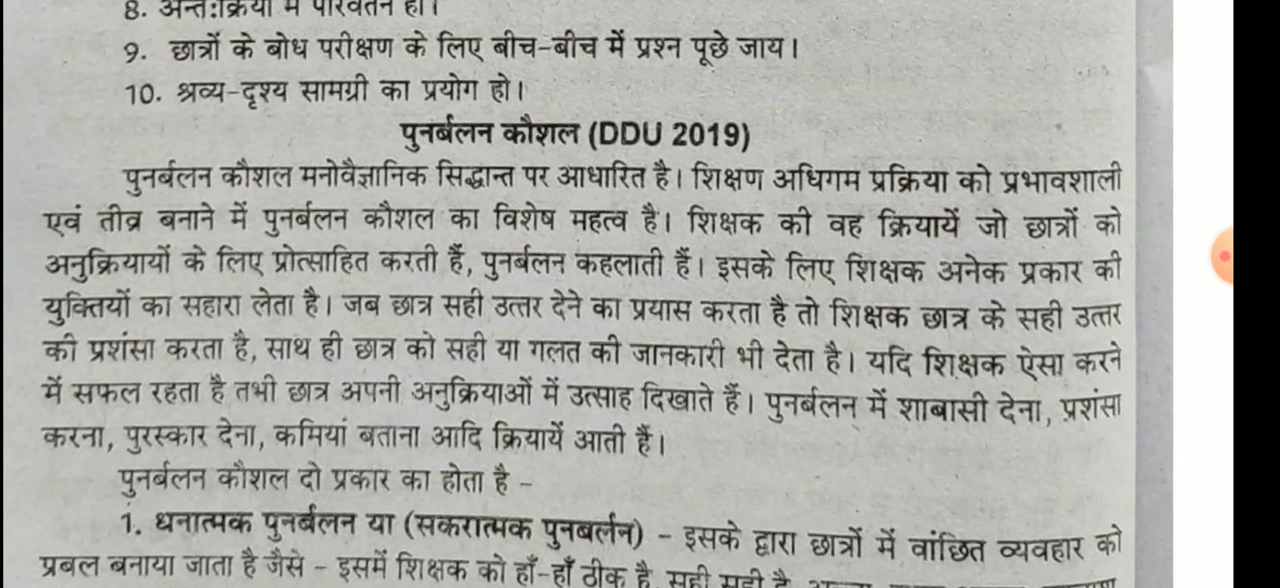 8. अन्त:क्रिया में परिवर्तन हो।
9. छात्रों के बोध परीक्षण के लिए बीच-बीच में प्रश्न पूछे जाय।
10. श्रव्य-दृश्य सामग्री का प्रयोग हो।
पुनर्बलन कौशल (DDU 2019)
पुनर्बलन कौशल मनोवैज्ञानिक सिद्धान्त पर आधारित है। शिक्षण अधिगम प्रक्रिया को प्रभावशाली
एवं तीव्र बनाने में पुनर्बलन कौशल का विशेष महत्व है। शिक्षक की वह क्रियायें जो छात्रों को
अनुक्रियायों के लिए प्रोत्साहित करती हैं, पुनर्बलन कहलाती हैं। इसके लिए शिक्षक अनेक प्रकार की
युक्तियों का सहारा लेता है। जब छात्र सही उत्तर देने का प्रयास करता है तो शिक्षक छात्र के सही उत्तर
की प्रशंसा करता है, साथ ही छात्र को सही या गलत की जानकारी भी देता है। यदि शिक्षक ऐसा करने
में सफल रहता है तभी छात्र अपनी अनुक्रियाओं में उत्साह दिखाते हैं। पुनर्बलन में शाबासी देना, प्रशंसा
करना, पुरस्कार देना, कमियां बताना आदि क्रियायें आती हैं।
पुनर्बलन कौशल दो प्रकार का होता है -
1. धनात्मक पुनर्बलन या (सकरात्मक पुनबर्लन) - इसके द्वारा छात्रों में वांछित व्यवहार को
प्रबल बनाया जाता है जैसे - इसमें शिक्षक को हाँ-हाँ ठीक है, सही सही है,